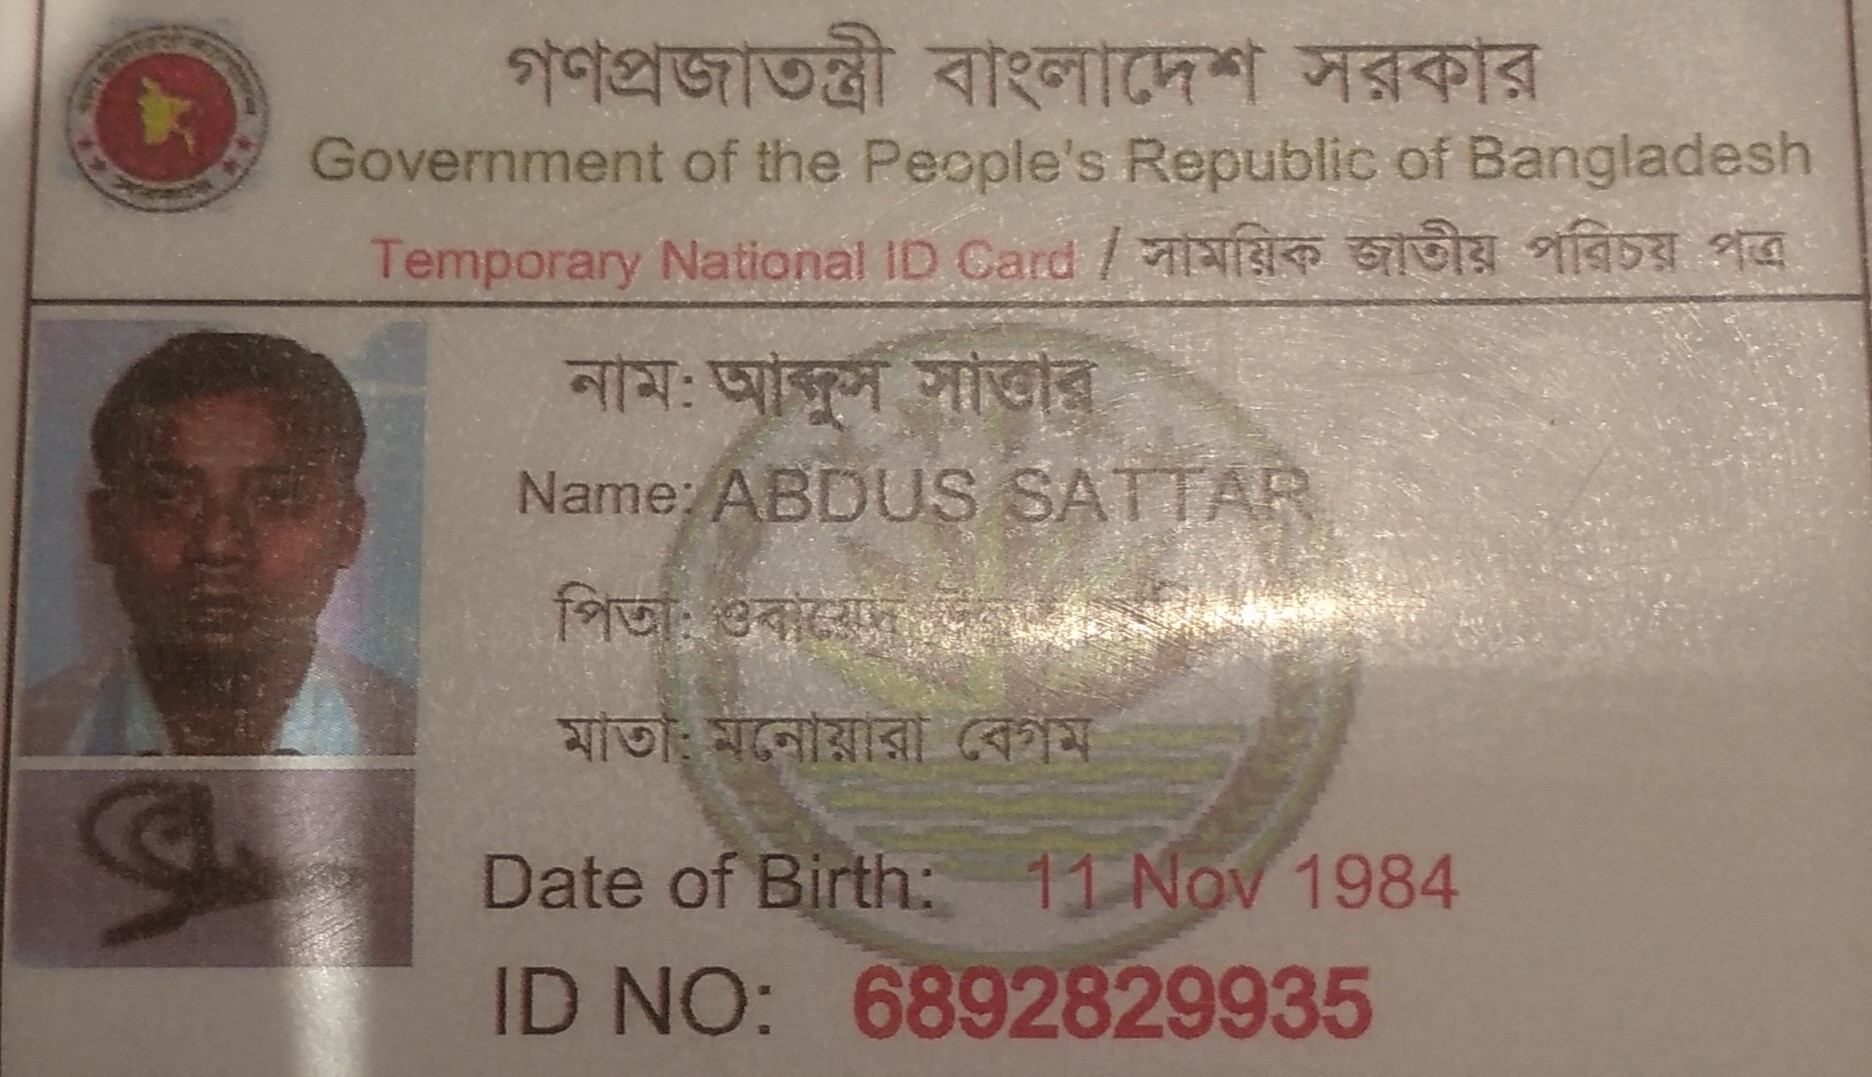 গণপ্রজাতন্ত্রী বাংলাদেশ সরকার
Government of the People's Republic of Bangladesh
Temporary National ID Card / সাময়িক জাতীয় পরিচয় পত্র
নাম: আব্দুস সাত্তার
Name: ABDUS SATTAR
পিতা: ওবায়েদ
মাতা: মনোয়ারা বেগম
Date of Birth: 11 Nov 1984
ID NO: 6892829935